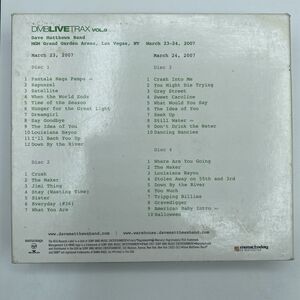 DMBLIVETRAX VOL.9
Dave Matthews Band
MGM Grand Garden Arena, Las Vegas, NV March 23-24, 2007
March 23, 2007
Disc 1
1 Pantala Naga Pampa
2 Rapunzel
3 Satellite
4 When the World Ends
5 Time of the Season
6 Hunger for the Great Light
7 Dreamgirl
8 Say Goodbye
9 The Idea of You
10 Louisiana Bayou
11 I'll Back You Up
12 Down By the River
Disc 2
1 Crush
2 The Maker
3 Jimi Thing
4 Stay (Wasting Time)
5 Sister
6 Everyday (#36)
7 What You Are
March 24, 2007
Disc 3
1 Crash Into Me
2 You Might Die Trying
3 Gray Street
4 Sweet Caroline
5 What Would You Say
6 The Idea of You
7 Seek Up
8 Still Water
9 Don't Drink the Water
10 Dancing Nancies
Disc 4
1 Where Are You Going
2 The Maker
3 Louisiana Bayou
4 Stolen Away on 55th and 3rd
5 Down By the River
6 You Much
7 Tripping Billies
8 Gravedigger
9 American Baby Intro
10 Halloween
www.davematthewsband.com | www.warehouse.davematthewsband.com